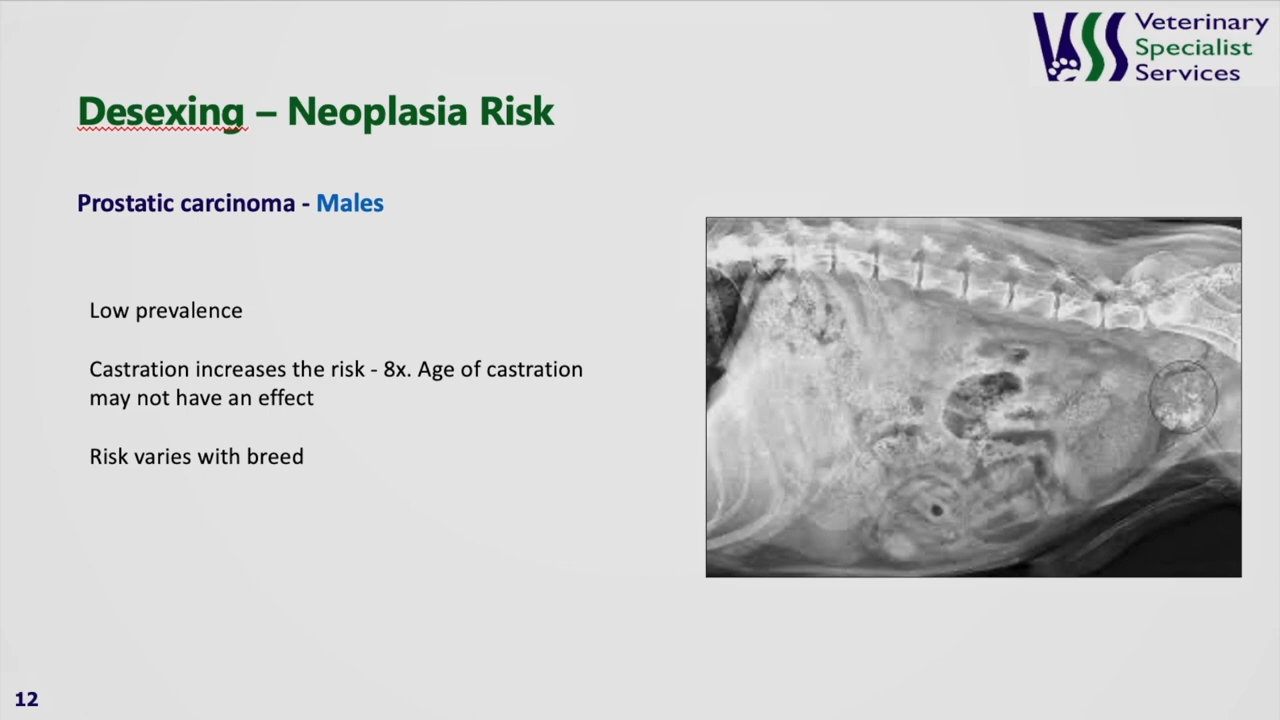 Veterinary
Specialist
Services
Desexing – Neoplasia Risk
Prostatic carcinoma - Males
Low prevalence
Castration increases the risk - 8x. Age of castration
may not have an effect
Risk varies with breed
12